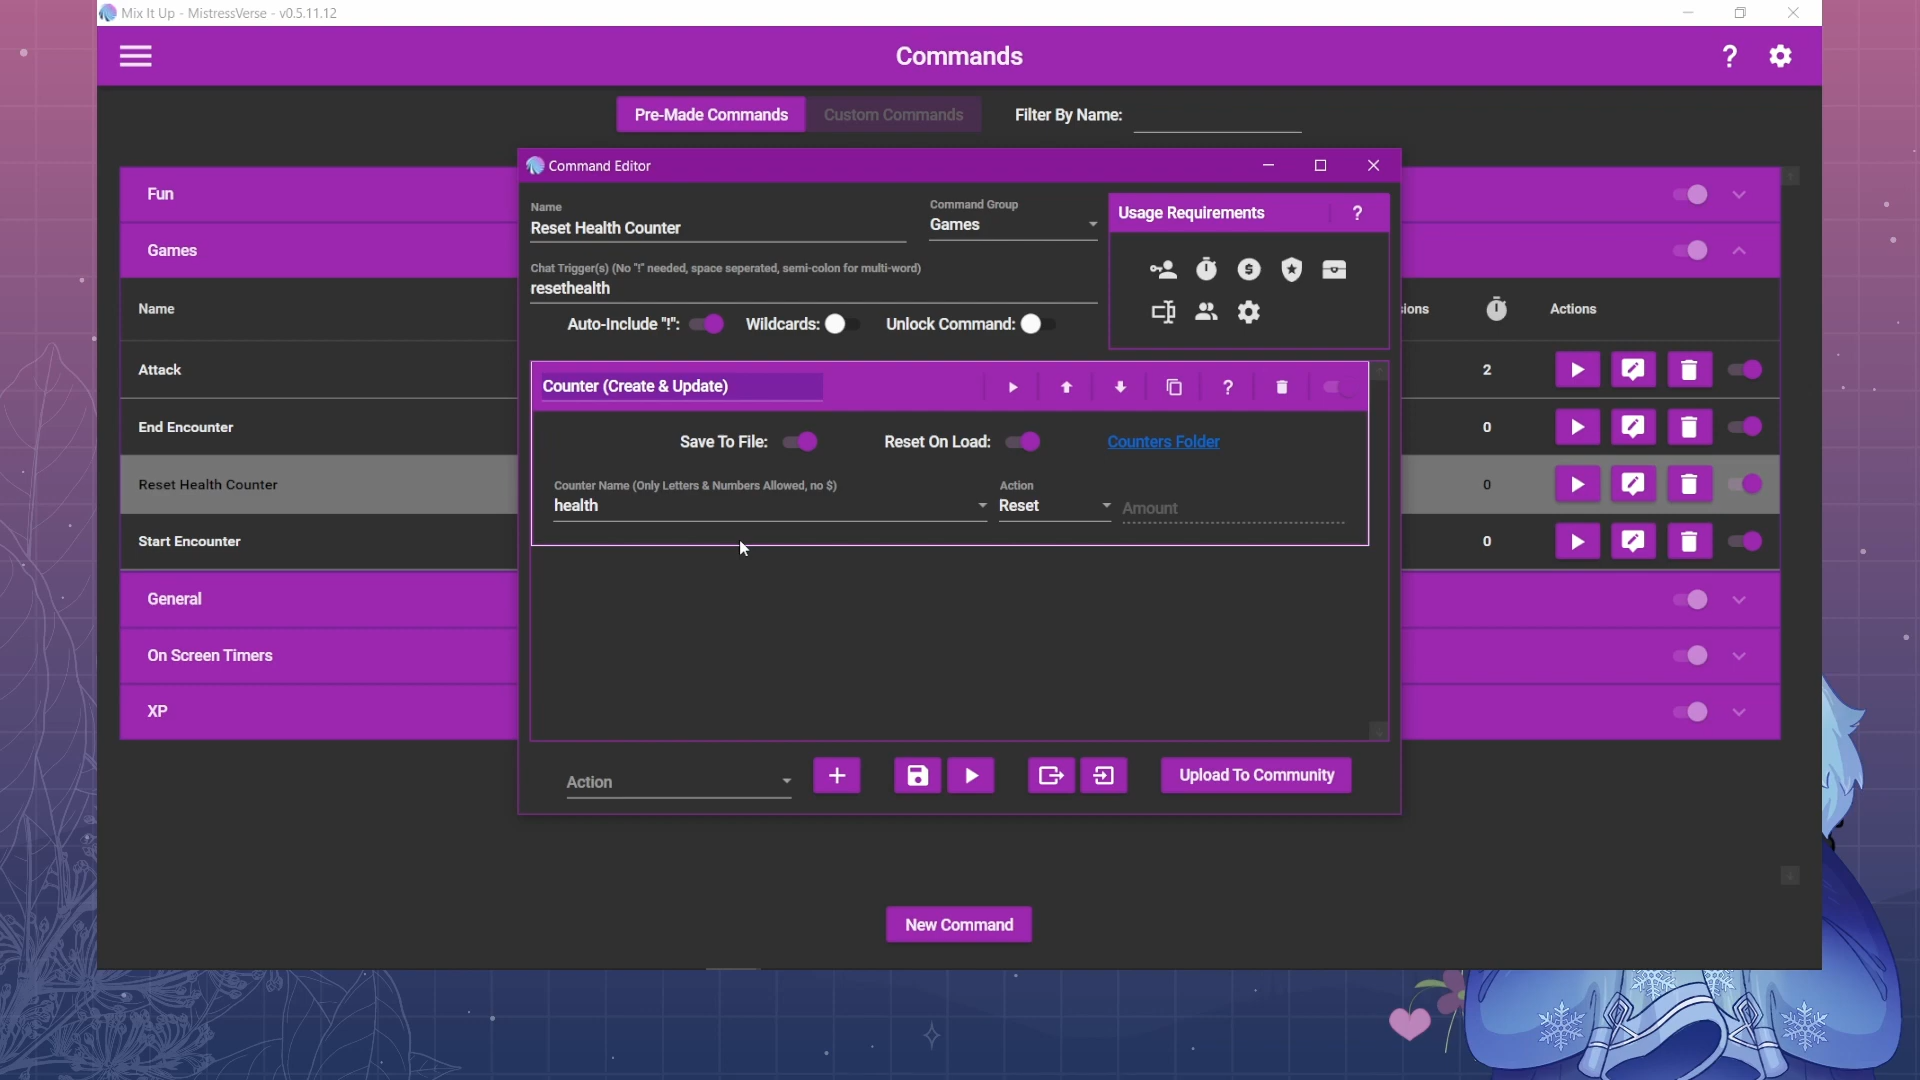 Mix It Up - MistressVerse - v0.5.11.12
Commands
?
Pre-Made Commands
Custom Commands
Filter By Name:
Command Editor
Fun
Games
Name
Attack
End Encounter
Reset Health Counter
Start Encounter
General
On Screen Timers
XP
Name
Reset Health Counter
Command Group
Games
Usage Requirements
?
Chat Trigger(s) (No "!" needed, space seperated, semi-colon for multi-word)
resethealth
Auto-Include "!":
Wildcards:
Unlock Command:
Counter (Create & Update)
?
Save To File:
Reset On Load:
Counters Folder
Counter Name (Only Letters & Numbers Allowed, no $)
health
Action
Reset
Amount
Action
Upload To Community
ions
Actions
2
0
0
0
New Command